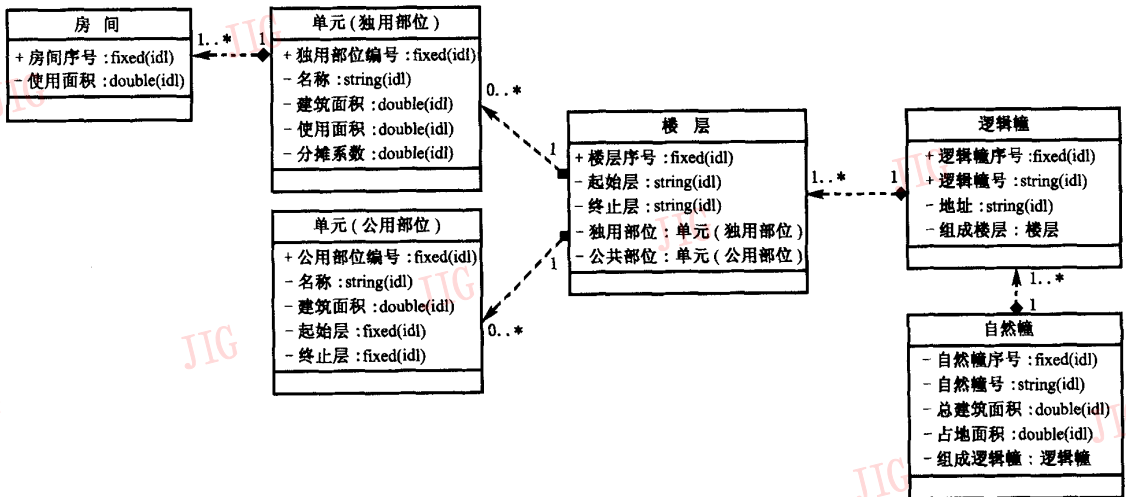 房 间
+ 房间序号 :fixed(idl)
- 使用面积 :double(idl)
1..*
1
单元(独用部位)
+ 独用部位编号 :fixed(idl)
- 名称 :string(idl)
- 建筑面积 :double(idl)
- 使用面积 :double(idl)
- 分摊系数 :double(idl)
0..*
1
单元(公用部位)
+ 公用部位编号 :fixed(idl)
- 名称 :string(idl)
- 建筑面积 :double(idl)
- 起始层 :fixed(idl)
- 终止层 :fixed(idl)
0..*
1
楼 层
+ 楼层序号 :fixed(idl)
- 起始层 :string(idl)
- 终止层 :string(idl)
- 独用部位 : 单元(独用部位)
- 公共部位 : 单元(公用部位)
1..*
1
逻辑幢
+ 逻辑幢序号 :fixed(idl)
+ 逻辑幢号 :string(idl)
- 地址 :string(idl)
- 组成楼层 : 楼层
1..*
1
自然幢
- 自然幢序号 :fixed(idl)
- 自然幢号 :string(idl)
- 总建筑面积 :double(idl)
- 占地面积 :double(idl)
- 组成逻辑幢 : 逻辑幢
JIG
JIG
JIG
JIG
JIG
JIG
JIG
JIG